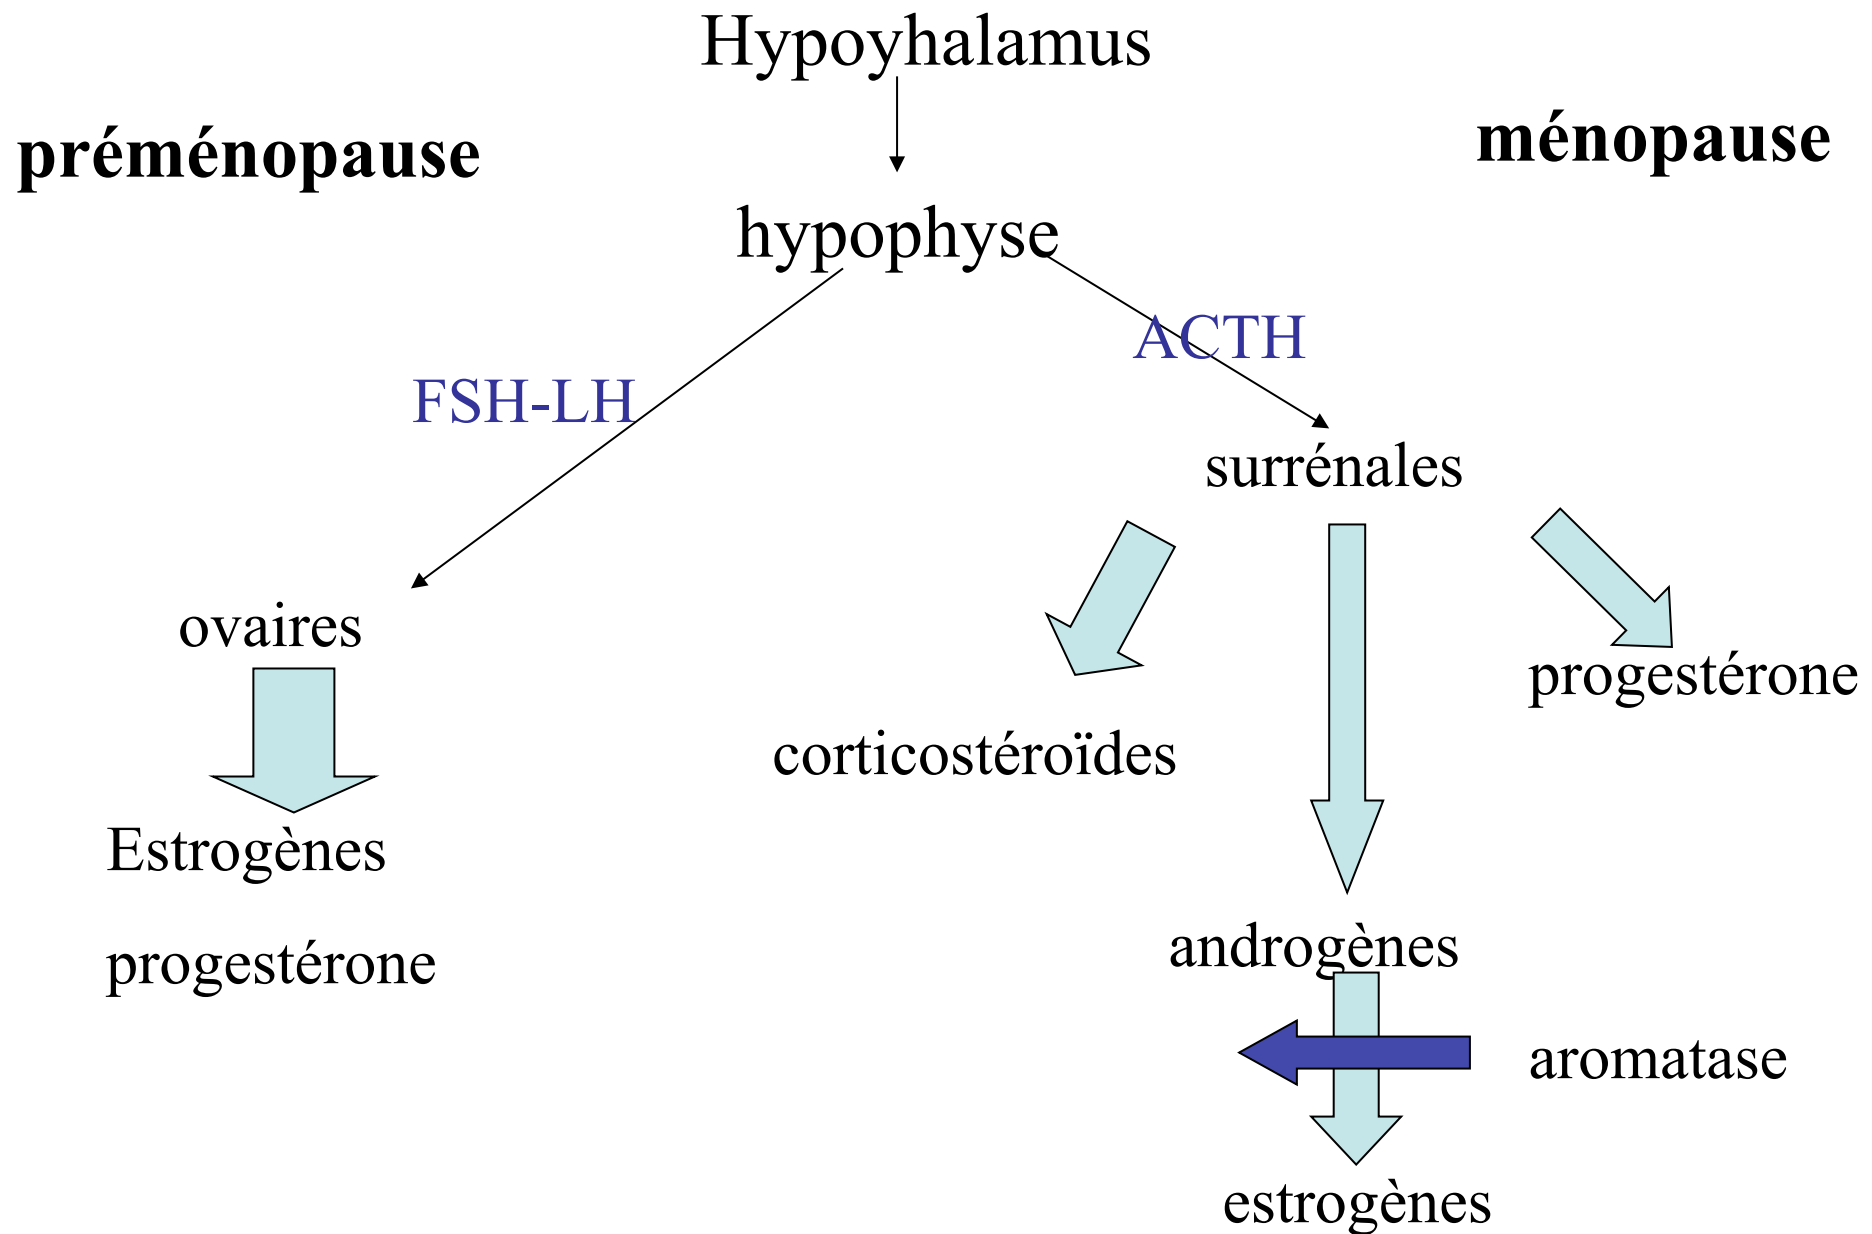 Hypoyhalamus
préménopause
ménopause
hypophyse
ACTH
FSH-LH
surrénales
ovaires
progestérone
corticostéroïdes
Estrogènes
progestérone
androgènes
aromatase
estrogènes